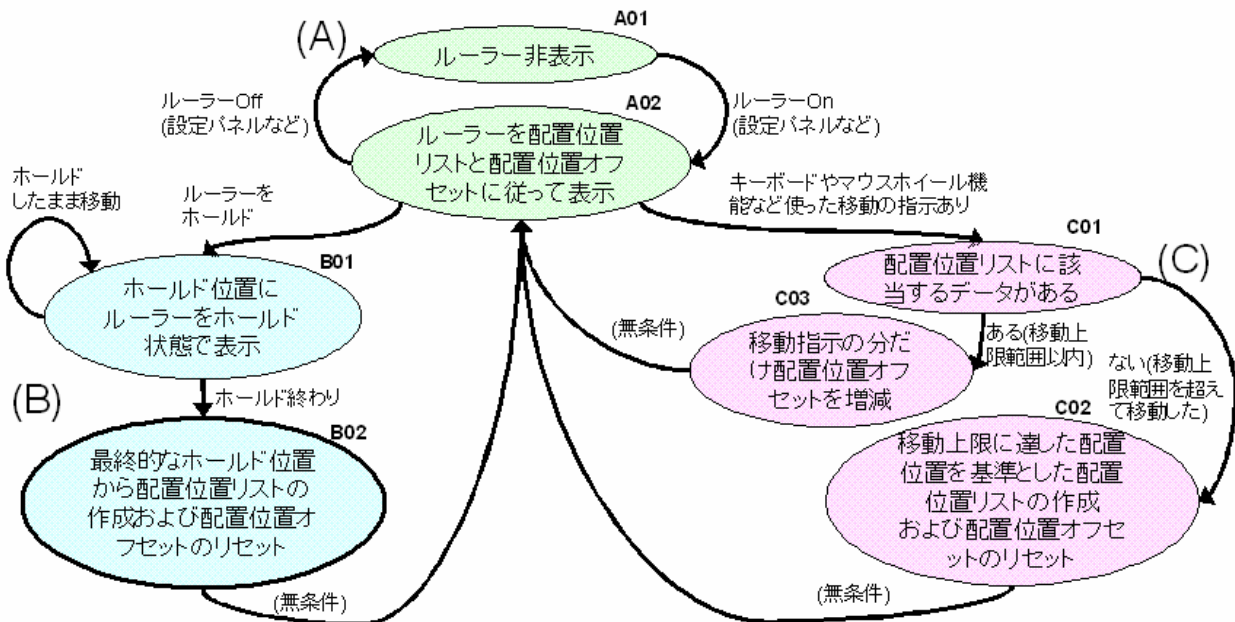 (A)
A01
ルーラー非表示
ルーラーOff
(設定パネルなど)
ルーラーOn
(設定パネルなど)
A02
ルーラーを配置位置
リストと配置位置オフ
セットに従って表示
ホールド
したまま移動
ルーラーを
ホールド
キーボードやマウスホイール機
能など使った移動の指示あり
B01
ホールド位置に
ルーラーをホールド
状態で表示
C01
(C)
配置位置リストに該
当するデータがある
C03
(無条件)
移動指示の分だ
け配置位置オフ
セットを増減
ある(移動上
限範囲以内)
ない(移動上
限範囲を超え
て移動した)
(B)
ホールド終わり
B02
最終的なホールド位置
から配置位置リストの
作成および配置位置オ
フセットのリセット
C02
移動上限に達した配置
位置を基準とした配置
位置リストの作成
および配置位置オフセ
ットのリセット
(無条件)
(無条件)